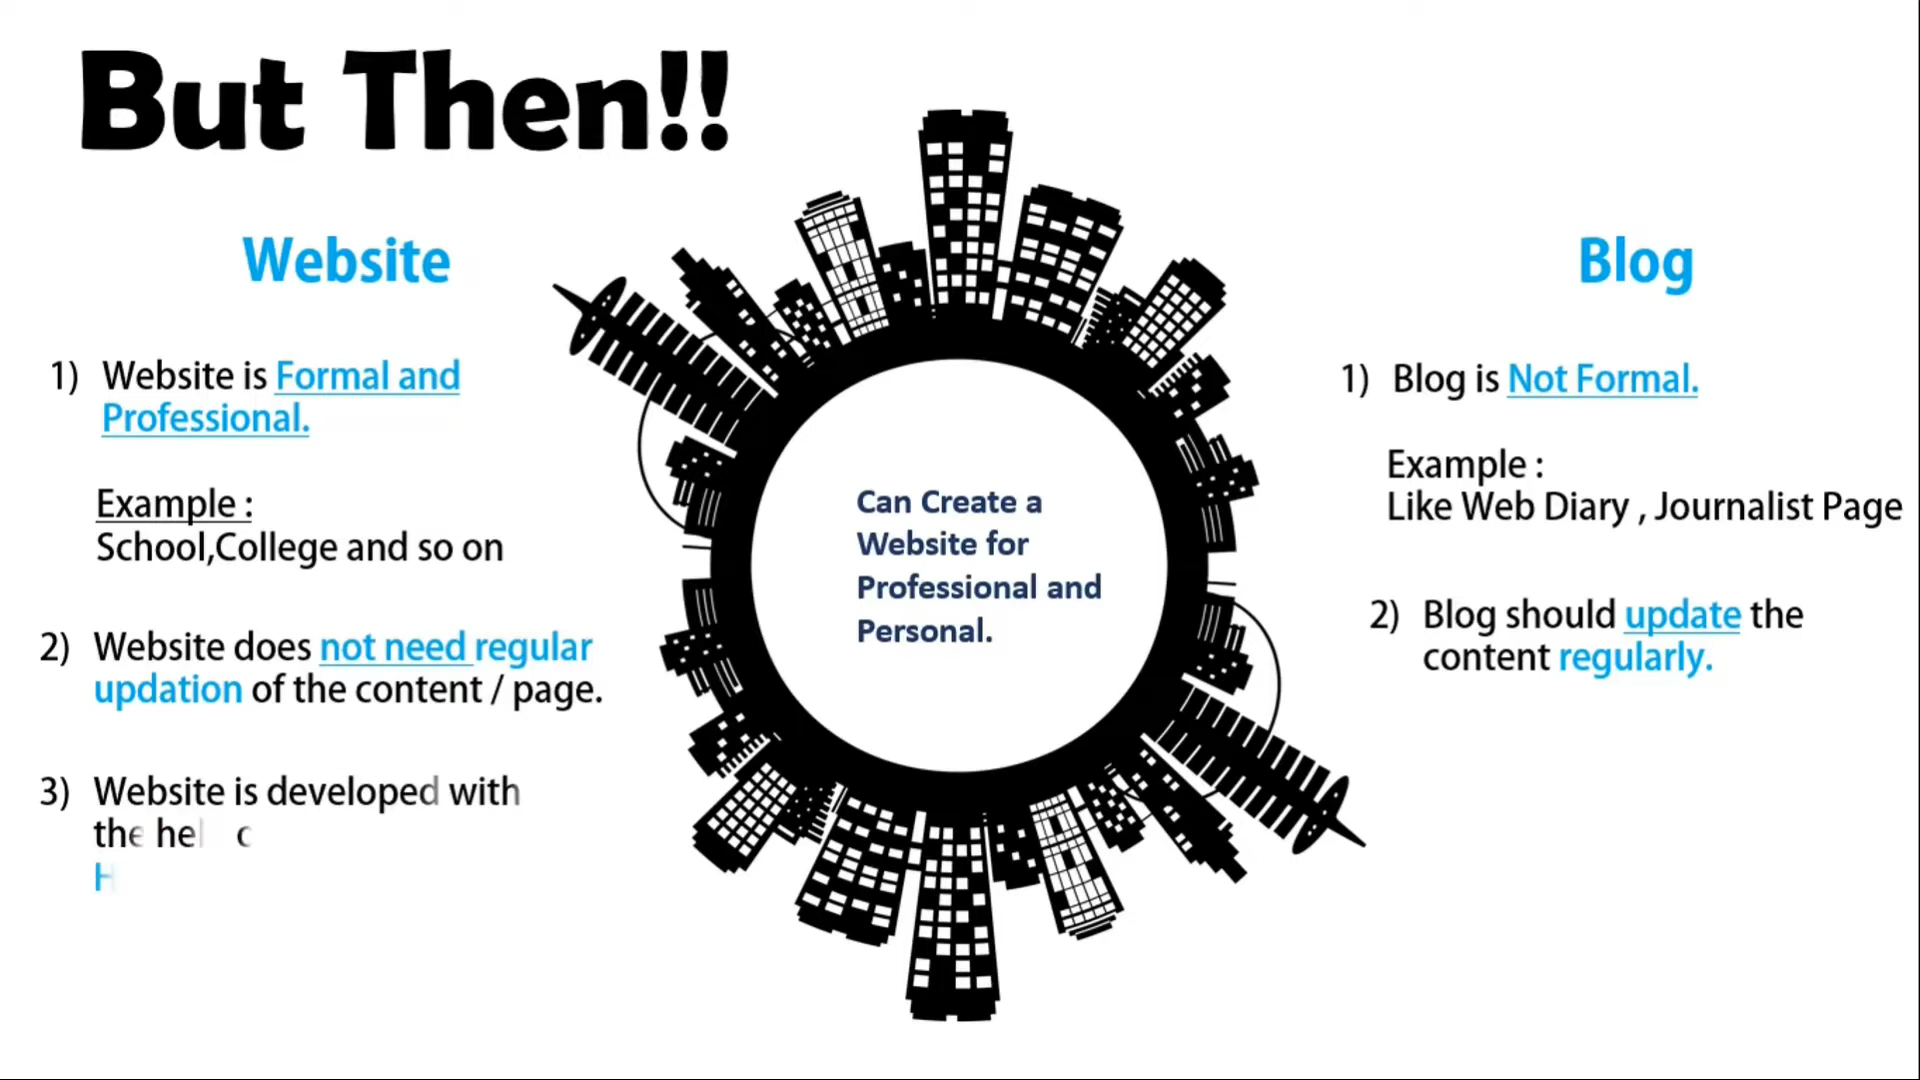 But Then!!
Website
1) Website is Formal and
Professional.
Example :
School,College and so on
2) Website does not need regular
updation of the content / page.
3) Website is developed with
the
Can Create a
Website for
Professional and
Personal.
Blog
1) Blog is Not Formal.
Example :
Like Web Diary , Journalist Page
2) Blog should update the
content regularly.